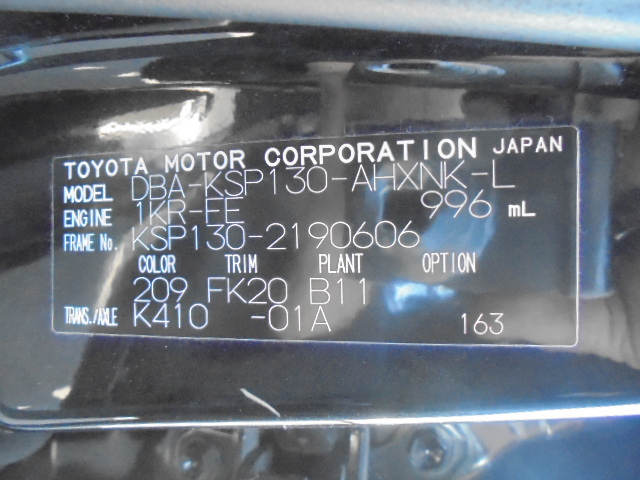 TOYOTA MOTOR CORPORATION JAPAN
MODEL DBA-KSP130-AHXNK-L
ENGINE 1KR-FE 996 mL
FRAME No. KSP130-2190606
COLOR TRIM PLANT OPTION
209 FK20 B11
TRANS./AXLE K410 -01A 163